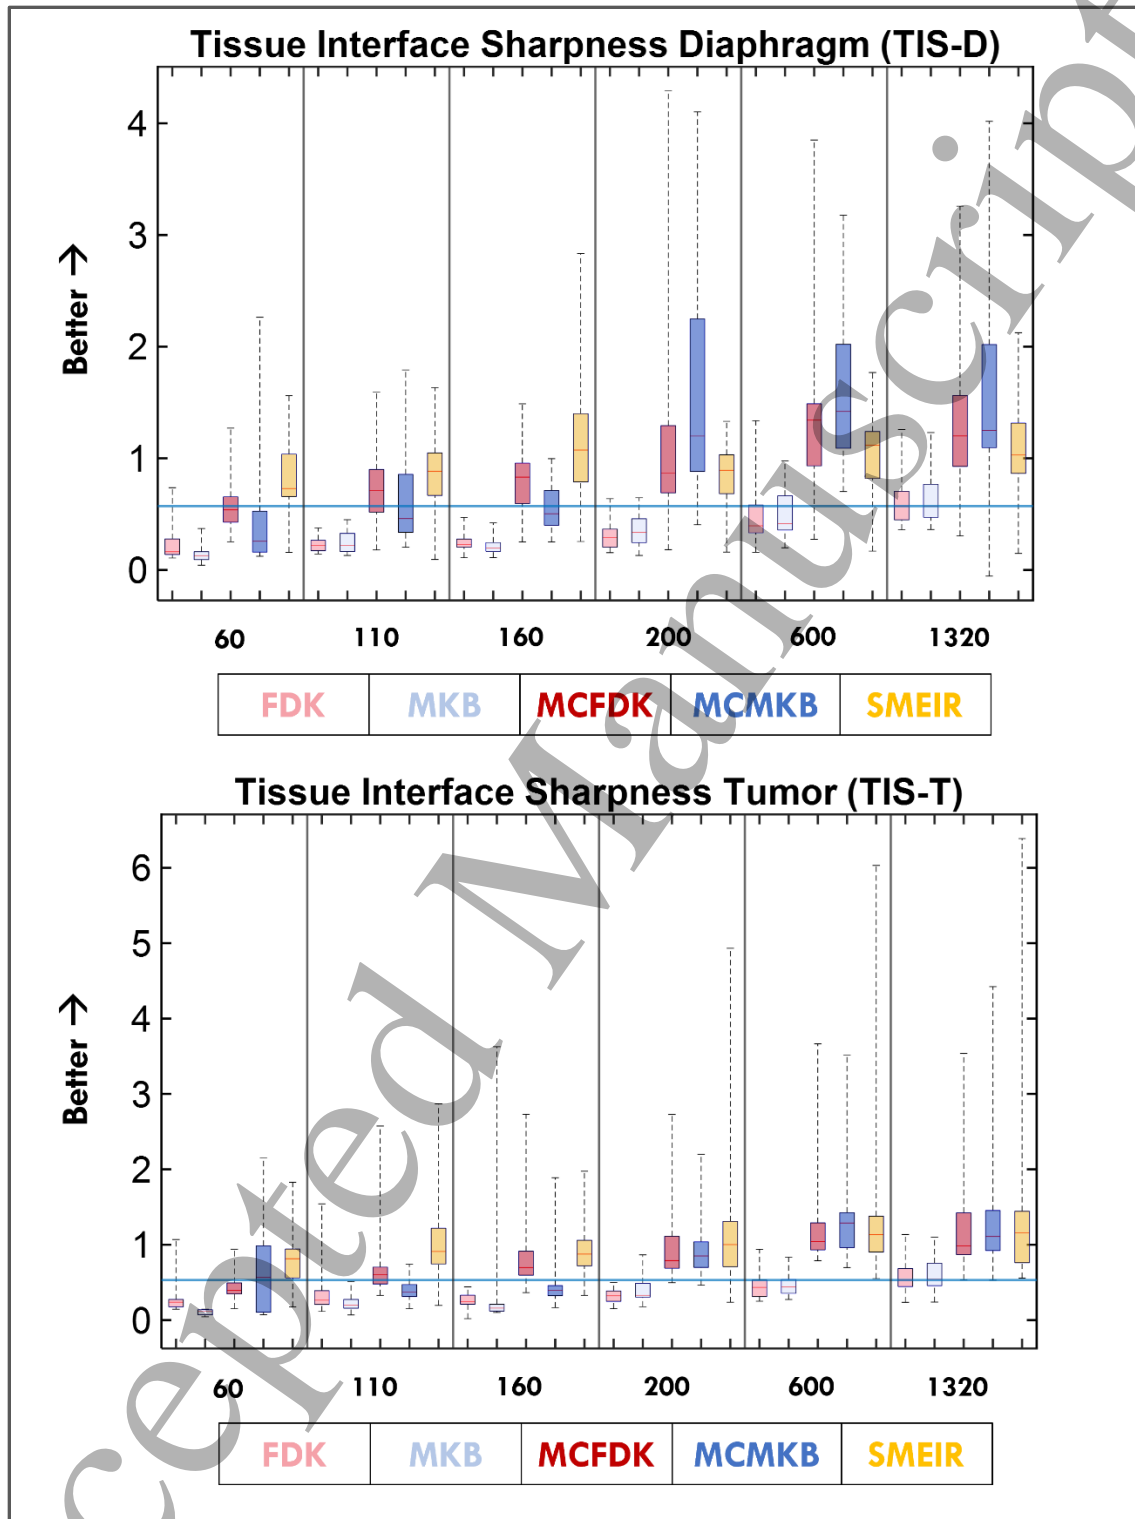 Tissue Interface Sharpness Diaphragm (TIS-D)
4
3
2
1
0
Better →
60 110 160 200 600 1320
FDK MKB MCFDK MCMKB SMEIR
Tissue Interface Sharpness Tumor (TIS-T)
6
5
4
3
2
1
0
Better →
60 110 160 200 600 1320
FDK MKB MCFDK MCMKB SMEIR
cepted Manuscript